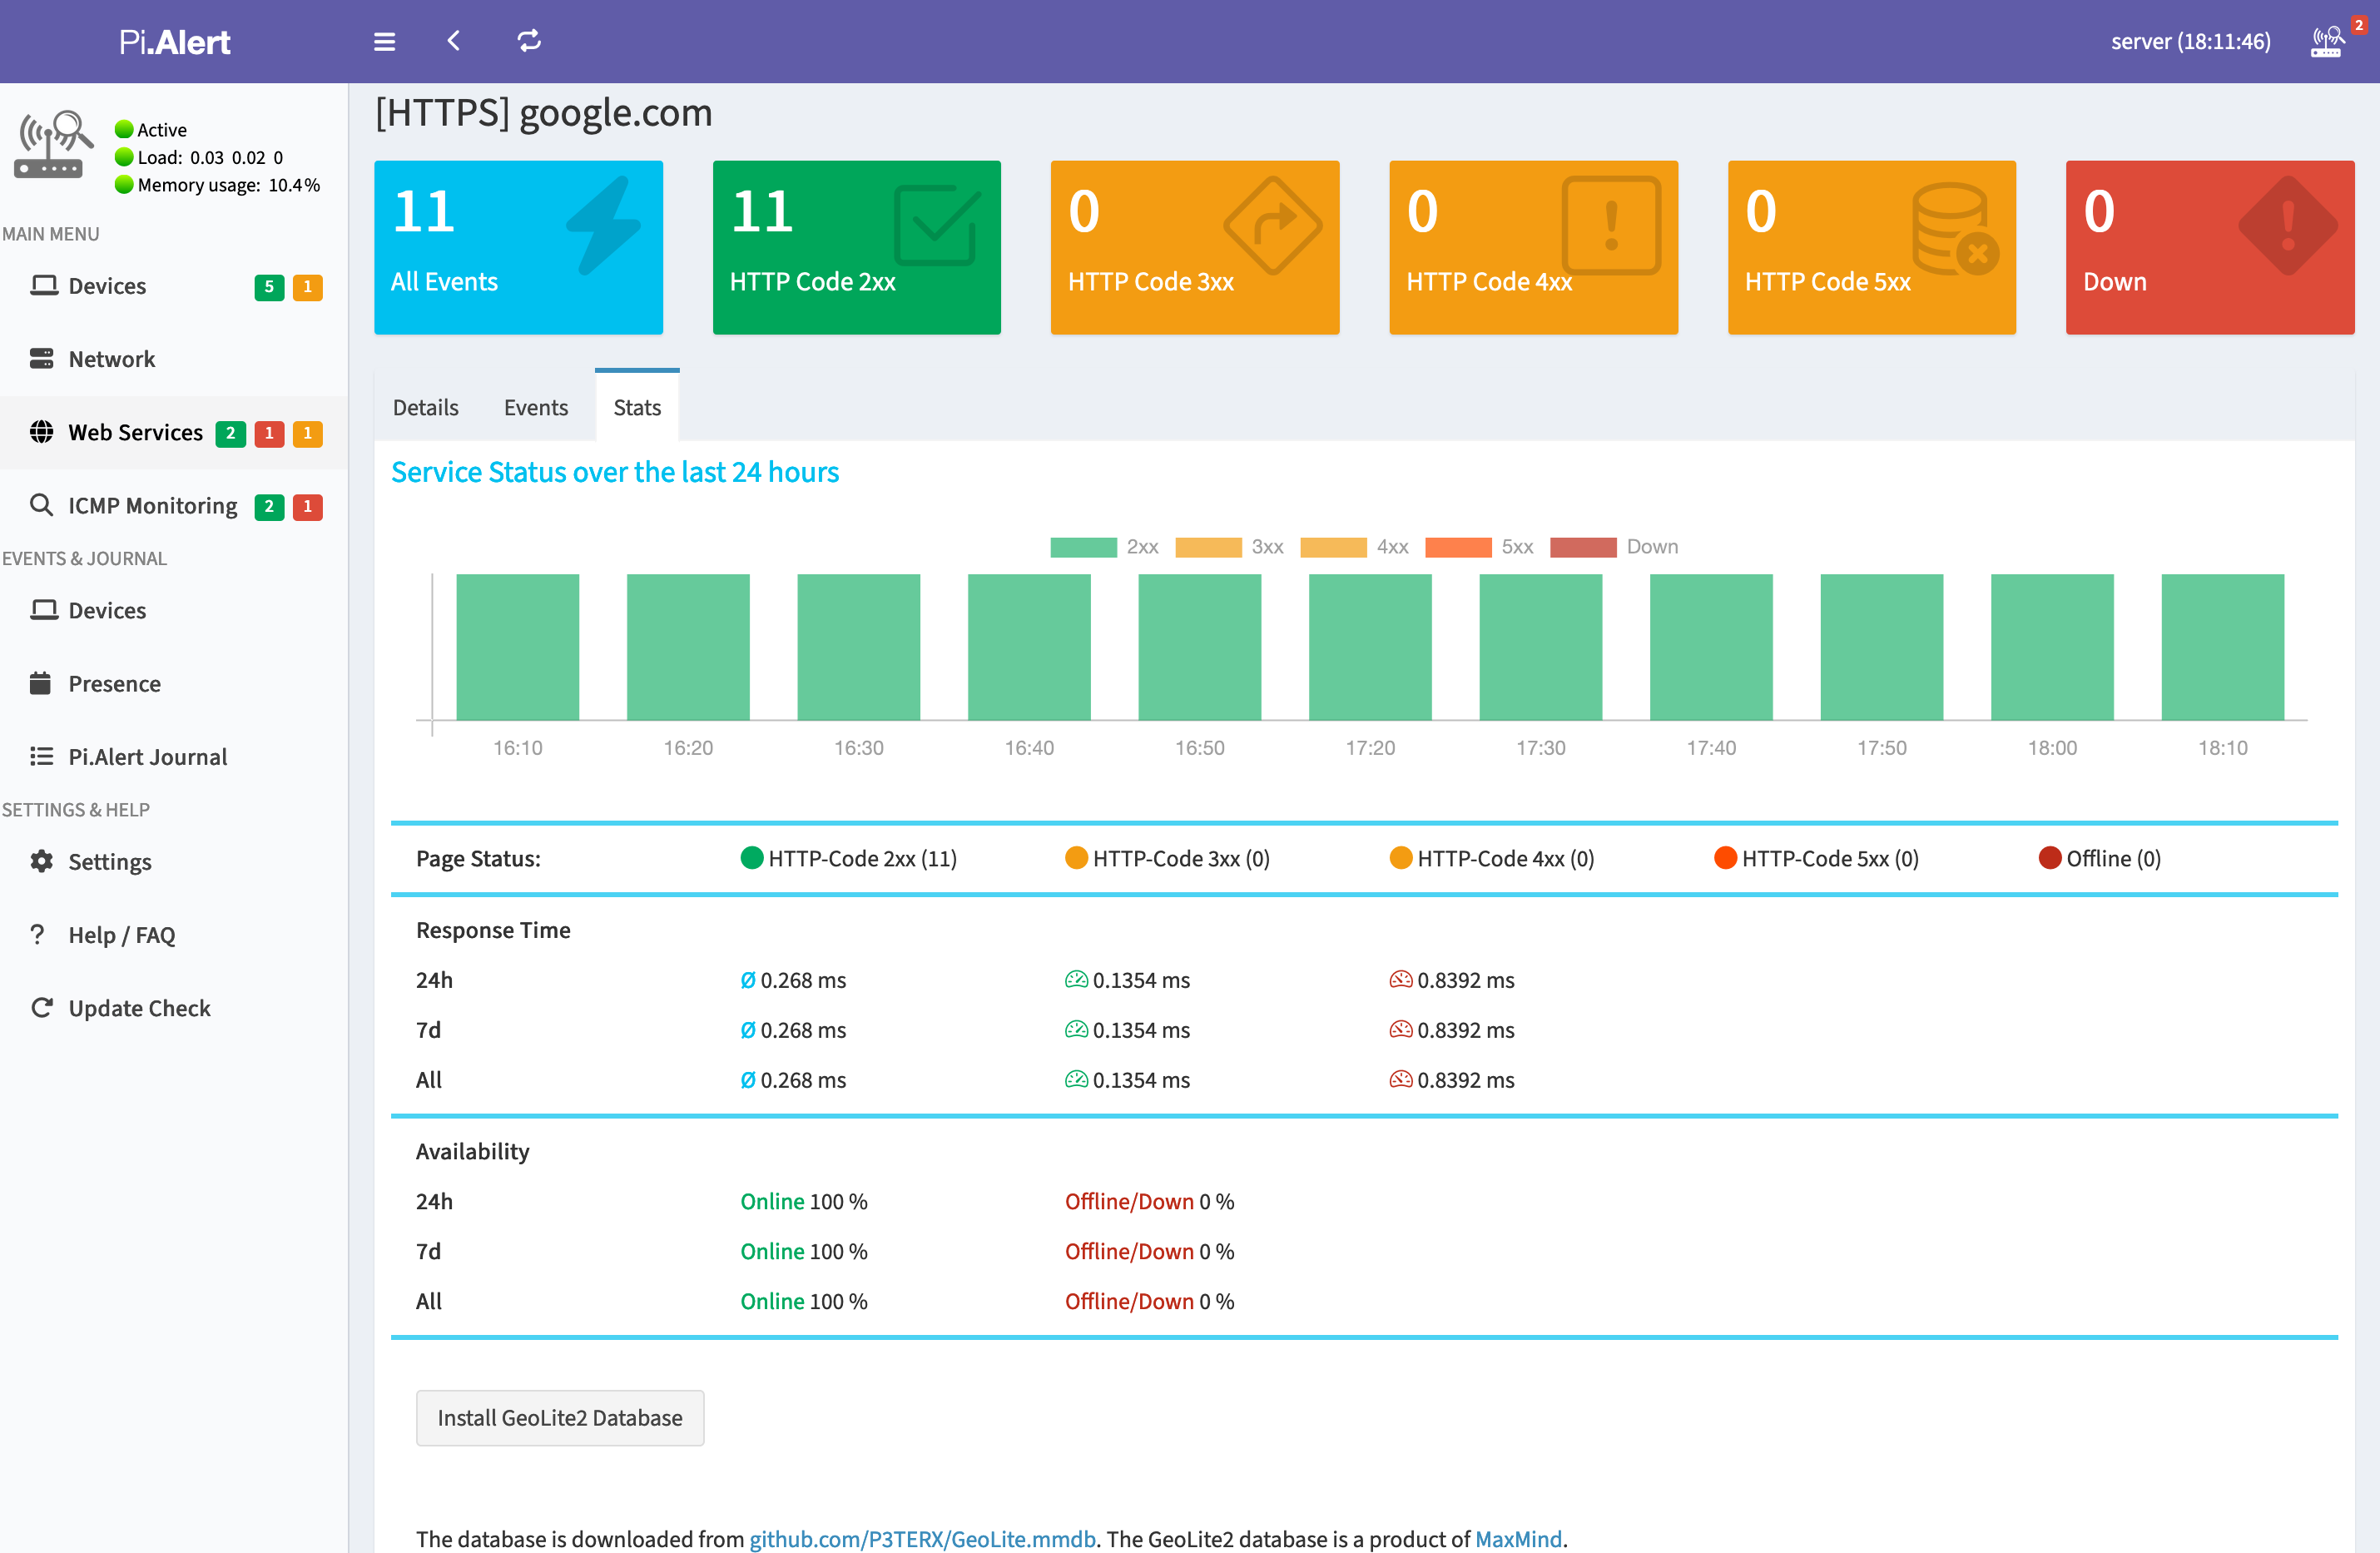 Pi.Alert
server (18:11:46)
2
Active
Load: 0.03 0.02 0
Memory usage: 10.4%
MAIN MENU
Devices 5 1
Network
Web Services 2 1 1
ICMP Monitoring 2 1
EVENTS & JOURNAL
Devices
Presence
Pi.Alert Journal
SETTINGS & HELP
Settings
Help / FAQ
Update Check
[HTTPS] google.com
11
All Events
11
HTTP Code 2xx
0
HTTP Code 3xx
0
HTTP Code 4xx
0
HTTP Code 5xx
0
Down
Details Events Stats
Service Status over the last 24 hours
2xx 3xx 4xx 5xx Down
16:10 16:20 16:30 16:40 16:50 17:20 17:30 17:40 17:50 18:00 18:10
Page Status: HTTP-Code 2xx (11) HTTP-Code 3xx (0) HTTP-Code 4xx (0) HTTP-Code 5xx (0) Offline (0)
Response Time
24h Ø 0.268 ms 0.1354 ms 0.8392 ms
7d Ø 0.268 ms 0.1354 ms 0.8392 ms
All Ø 0.268 ms 0.1354 ms 0.8392 ms
Availability
24h Online 100 % Offline/Down 0 %
7d Online 100 % Offline/Down 0 %
All Online 100 % Offline/Down 0 %
Install GeoLite2 Database
The database is downloaded from github.com/P3TERX/GeoLite.mmdb. The GeoLite2 database is a product of MaxMind.